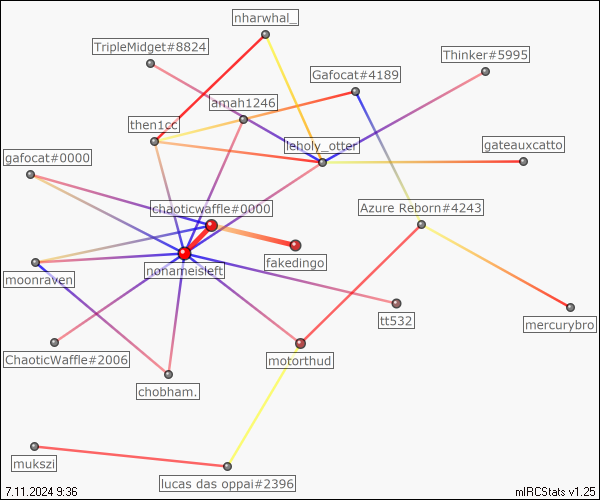 nharwhal_
TripleMidget#8824
Thinker#5995
Gafocat#4189
amah1246
then1cc
leholy_otter
gateauxcatto
gafocat#0000
chaoticwaffle#0000
Azure Reborn#4243
fakedingo
nonameisleft
moonraven
tt532
mercurybro
ChaoticWaffle#2006
motorthud
chobham.
mukszi
lucas das oppai#2396
7.11.2024 9:36
mIRCStats v1.25